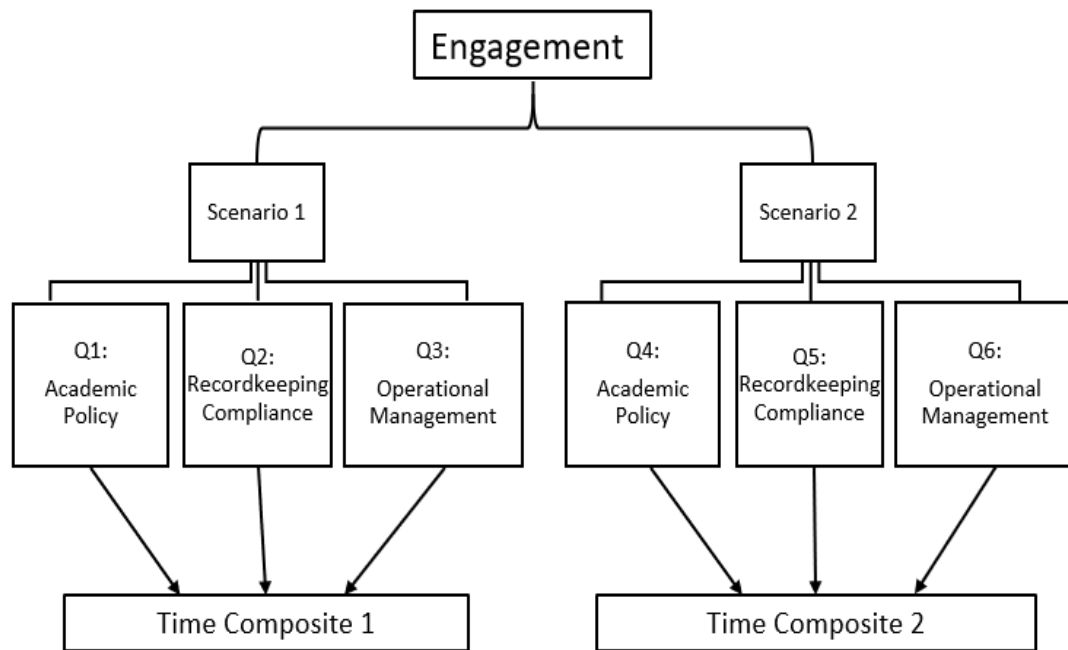 Engagement
Scenario 1
Scenario 2
Q1:
Academic
Policy
Q2:
Recordkeeping
Compliance
Q3:
Operational
Management
Q4:
Academic
Policy
Q5:
Recordkeeping
Compliance
Q6:
Operational
Management
Time Composite 1
Time Composite 2